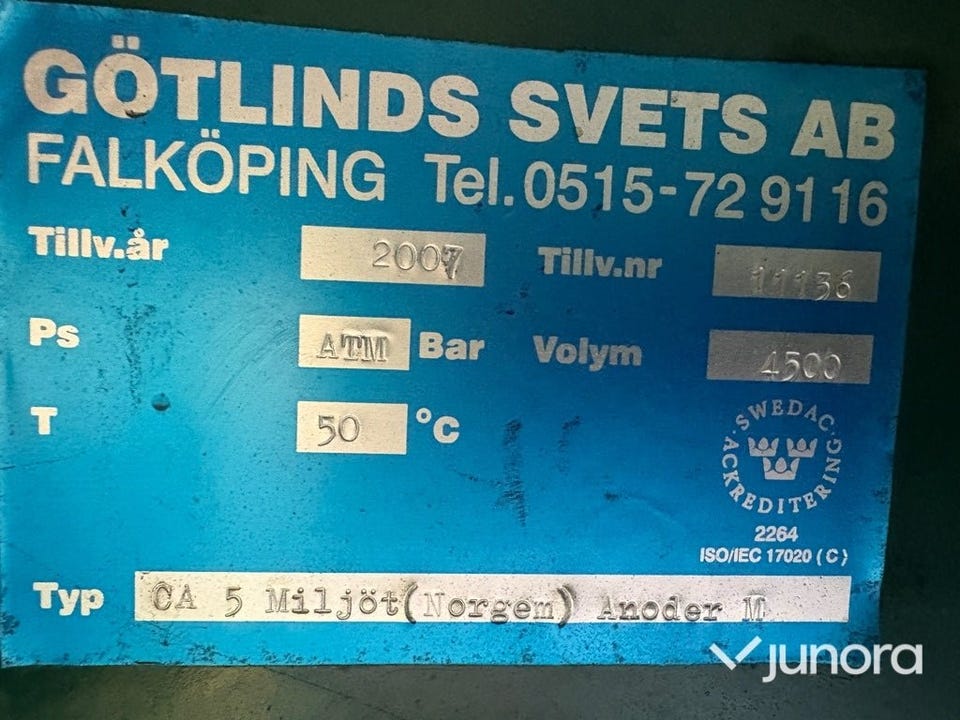 GÖTLINDS SVETS AB
FALKÖPING Tel. 0515-72 91 16
Tillv.år 2007 Tillv.nr 11136
Ps ATM Bar Volym 4500
T 50 °C
SWEDAC ACKREDITERING
2264
ISO/IEC 17020 (C)
Typ CA 5 Miljöt(Norgem) Anoder M
junora